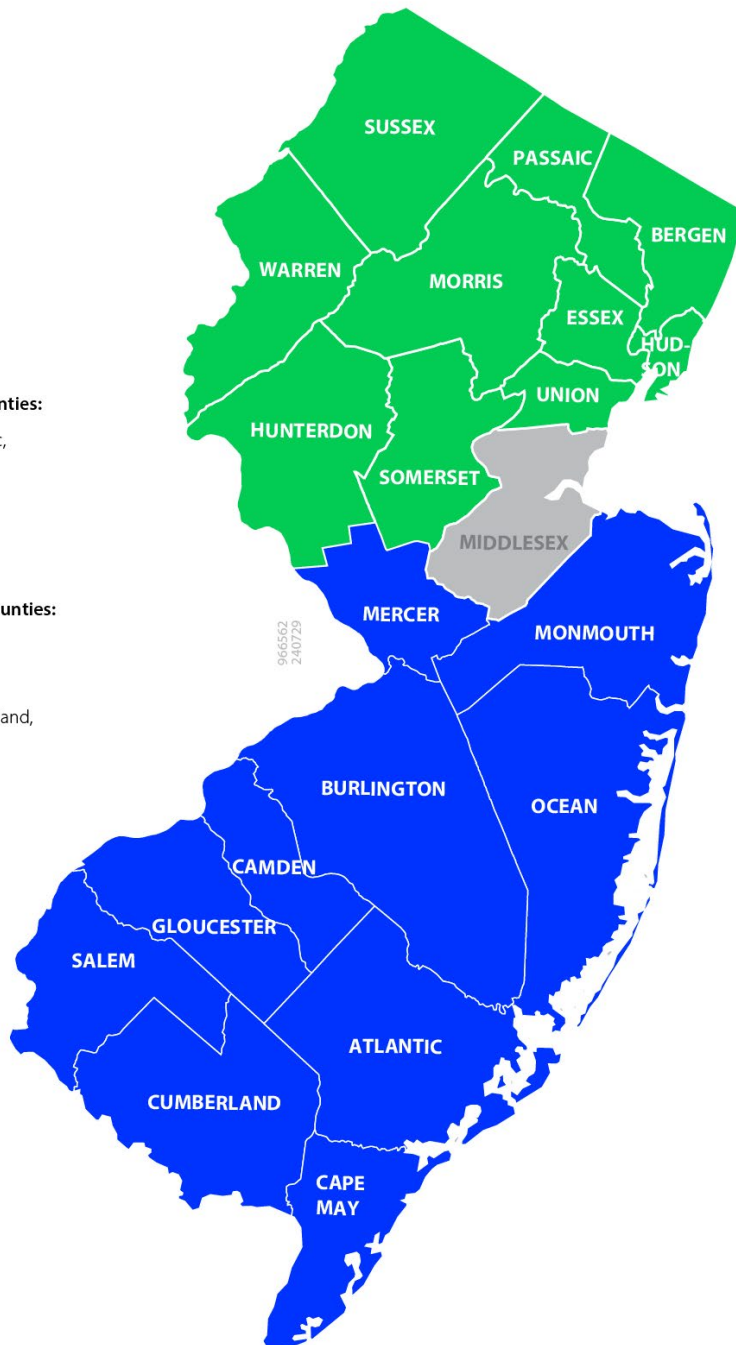 SUSSEX
PASSAIC
BERGEN
WARREN
MORRIS
ESSEX
HUD-
SON
UNION
HUNTERDON
SOMERSET
MIDDLESEX
MERCER
MONMOUTH
966562
240729
BURLINGTON
OCEAN
CAMDEN
GLOUCESTER
SALEM
ATLANTIC
CUMBERLAND
CAPE
MAY